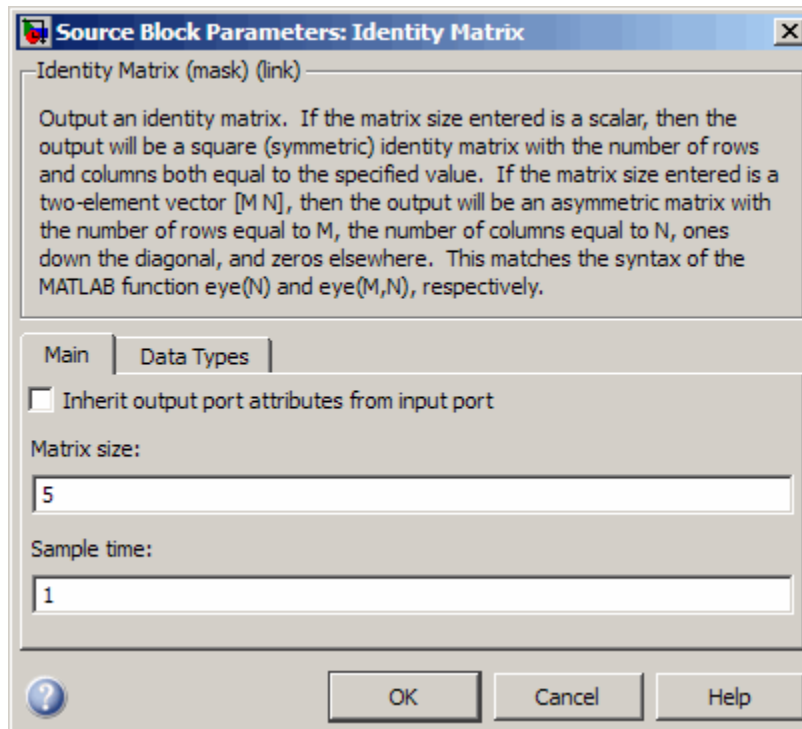 Source Block Parameters: Identity Matrix
Identity Matrix (mask) (link)
Output an identity matrix.  If the matrix size entered is a scalar, then the
output will be a square (symmetric) identity matrix with the number of rows
and columns both equal to the specified value.  If the matrix size entered is a
two-element vector [M N], then the output will be an asymmetric matrix with
the number of rows equal to M, the number of columns equal to N, ones
down the diagonal, and zeros elsewhere.  This matches the syntax of the
MATLAB function eye(N) and eye(M,N), respectively.
Main Data Types
Inherit output port attributes from input port
Matrix size:
5
Sample time:
1
? OK Cancel Help